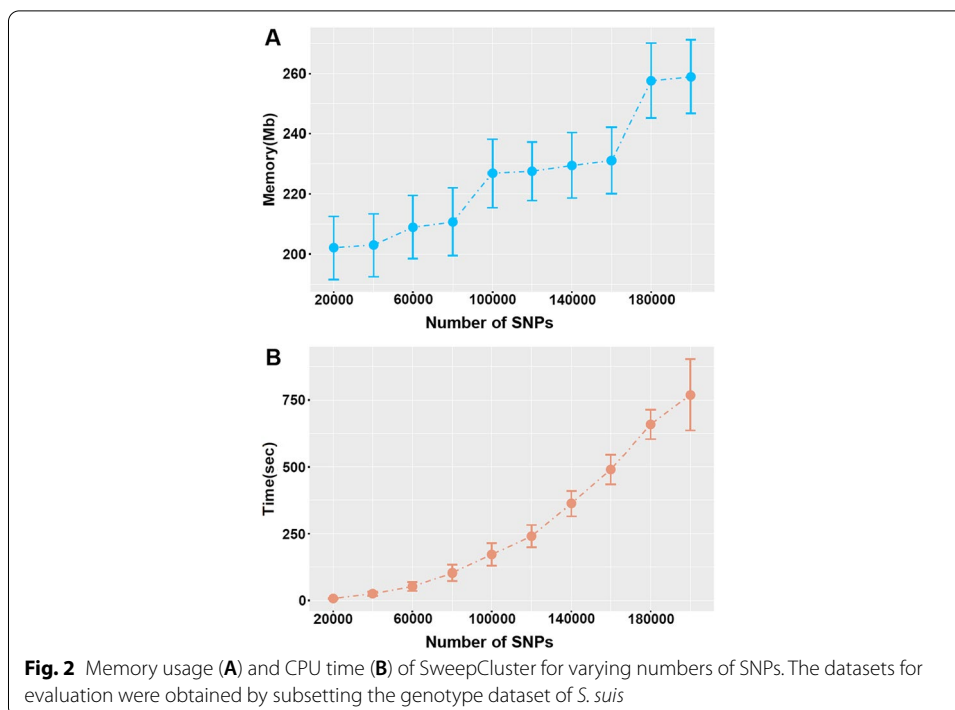 A
260
240
220
200
Memory(Mb)
20000 60000 100000 140000 180000
Number of SNPs
B
750
500
250
0
Time(sec)
20000 60000 100000 140000 180000
Number of SNPs
Fig. 2 Memory usage (A) and CPU time (B) of SweepCluster for varying numbers of SNPs. The datasets for
evaluation were obtained by subsetting the genotype dataset of S. suis